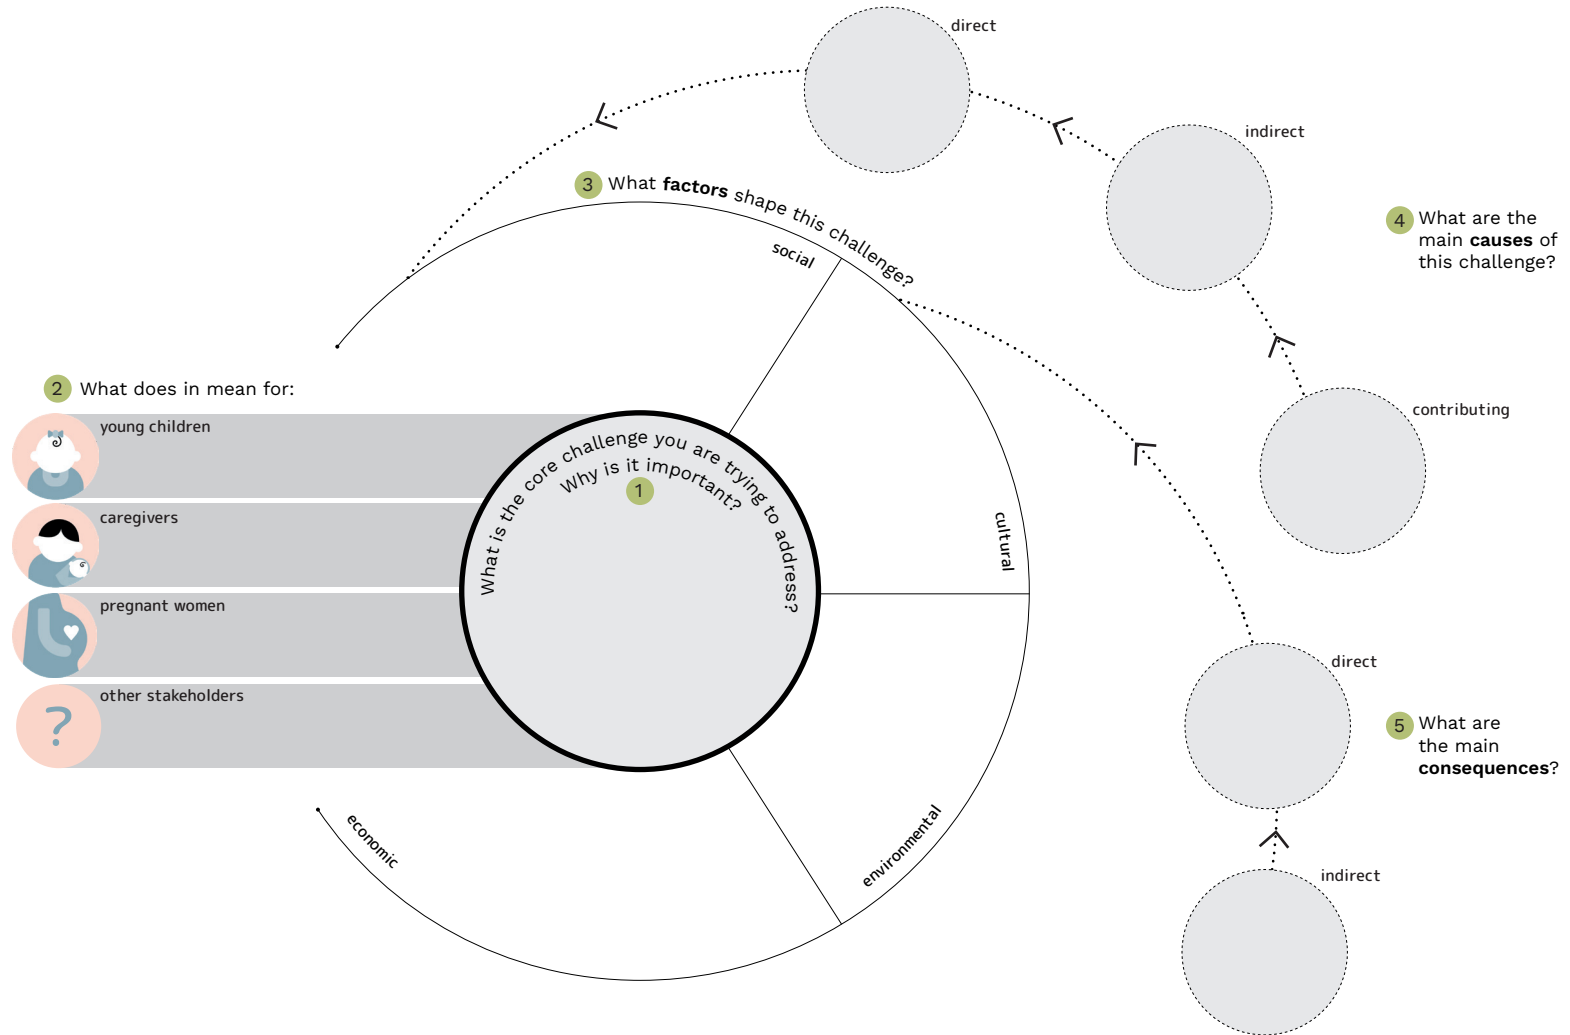 1
What is the core challenge you are trying to address?
Why is it important?
2
What does in mean for:
young children
caregivers
pregnant women
other stakeholders
?
3
What factors shape this challenge?
social
cultural
environmental
economic
4
What are the
main causes of
this challenge?
direct
indirect
contributing
5
What are
the main
consequences?
direct
indirect